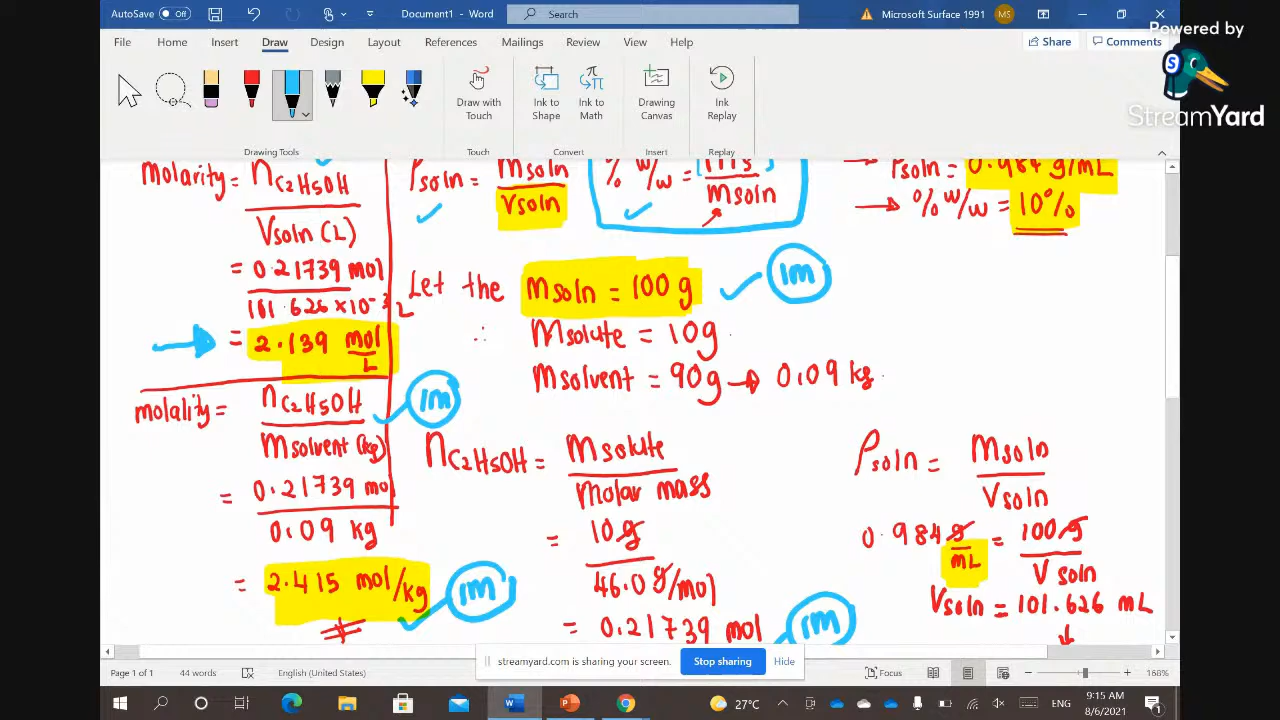 AutoSave Off
Document1 - Word
Search
Microsoft Surface 1991
MS
Powered by
StreamYard
File Home Insert Draw Design Layout References Mailings Review View Help
Share Comments
Draw with Touch
Ink to Shape
Ink to Math
Drawing Canvas
Ink Replay
Drawing Tools Touch Convert Insert Replay
Molarity = nC2H5OH
Vsoln (L)
= 0.21739 mol
101.626 × 10⁻³ L
= 2.139 mol
L
molality = nC2H5OH
msolvent (kg)
1m
= 0.21739 mol
0.09 kg
= 2.415 mol/kg
1m
ρsoln = msoln
Vsoln
% w/w =
msoln
→ ρsoln = 0.984 g/mL
→ % w/w = 10%
Let the msoln = 100 g
1m
∴ msolute = 10g
msolvent = 90g → 0.09 kg
nC2H5OH = msolute
Molar mass
= 10 g
46.0 g/mol
= 0.21739 mol
1m
ρsoln = msoln
Vsoln
0.984 g = 100 g
mL Vsoln
Vsoln = 101.626 mL
↓
streamyard.com is sharing your screen.
Stop sharing
Hide
Page 1 of 1 44 words English (United States)
Focus
168%
27°C
ENG
9:15 AM
8/6/2021